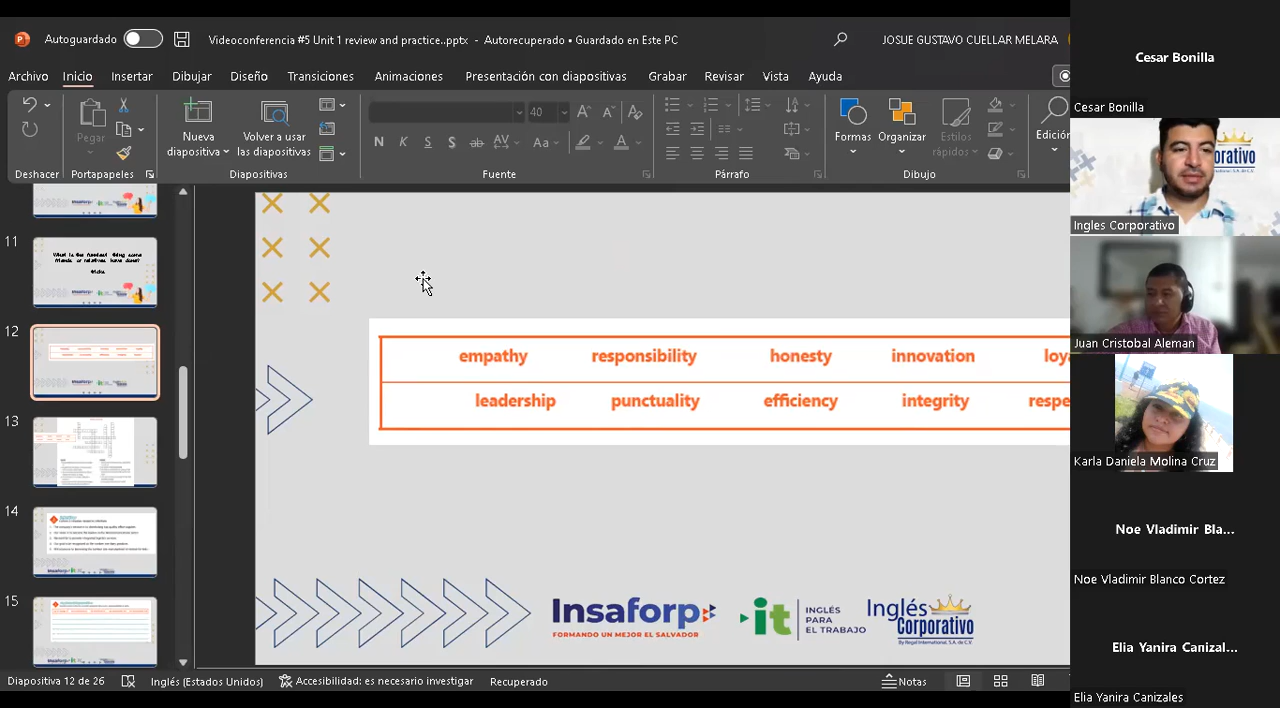 Autoguardado
Videoconferencia #5 Unit 1 review and practice..pptx - Autorecuperado • Guardado en Este PC
JOSUE GUSTAVO CUELLAR MELARA
Archivo Inicio Insertar Dibujar Diseño Transiciones Animaciones Presentación con diapositivas Grabar Revisar Vista Ayuda
Pegar
Nueva diapositiva
Volver a usar las diapositivas
40
N K S S ab AV Aa A
Formas
Organizar
Estilos rápidos
Edición
Deshacer Portapapeles Diapositivas Fuente Párrafo Dibujo
11
12
13
14
15
empathy responsibility honesty innovation
leadership punctuality efficiency integrity
Insaforp
FORMANDO UN MEJOR EL SALVADOR
it
INGLÉS
PARA
EL TRABAJO
Inglés
Corporativo
By Regal International, S.A. de C.V.
Diapositiva 12 de 26
Inglés (Estados Unidos)
Accesibilidad: es necesario investigar
Recuperado
Notas
Cesar Bonilla
Cesar Bonilla
Ingles Corporativo
Juan Cristobal Aleman
Karla Daniela Molina Cruz
Noe Vladimir Bla...
Noe Vladimir Blanco Cortez
Elia Yanira Canizal...
Elia Yanira Canizales